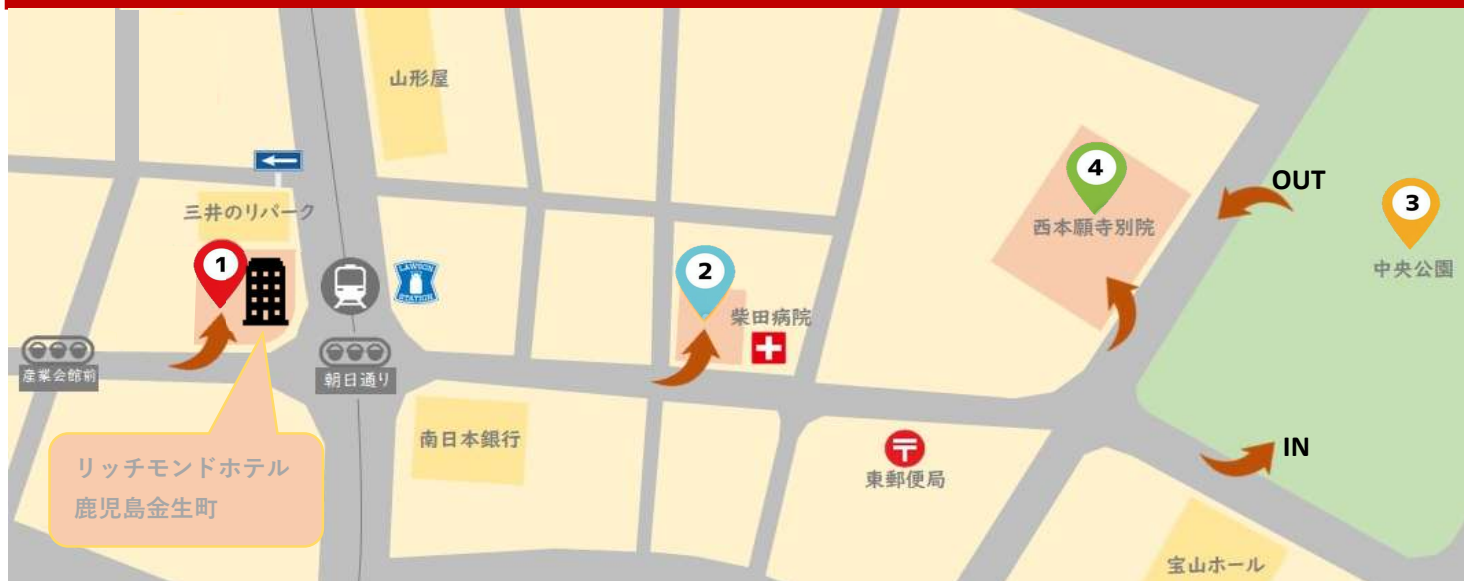 山形屋
三井のリパーク
1
LAWSON
STATION
2
柴田病院
4
西本願寺別院
OUT
3
中央公園
産業会館前
朝日通り
南日本銀行
リッチモンドホテル
鹿児島金生町
〒
東郵便局
IN
宝山ホール